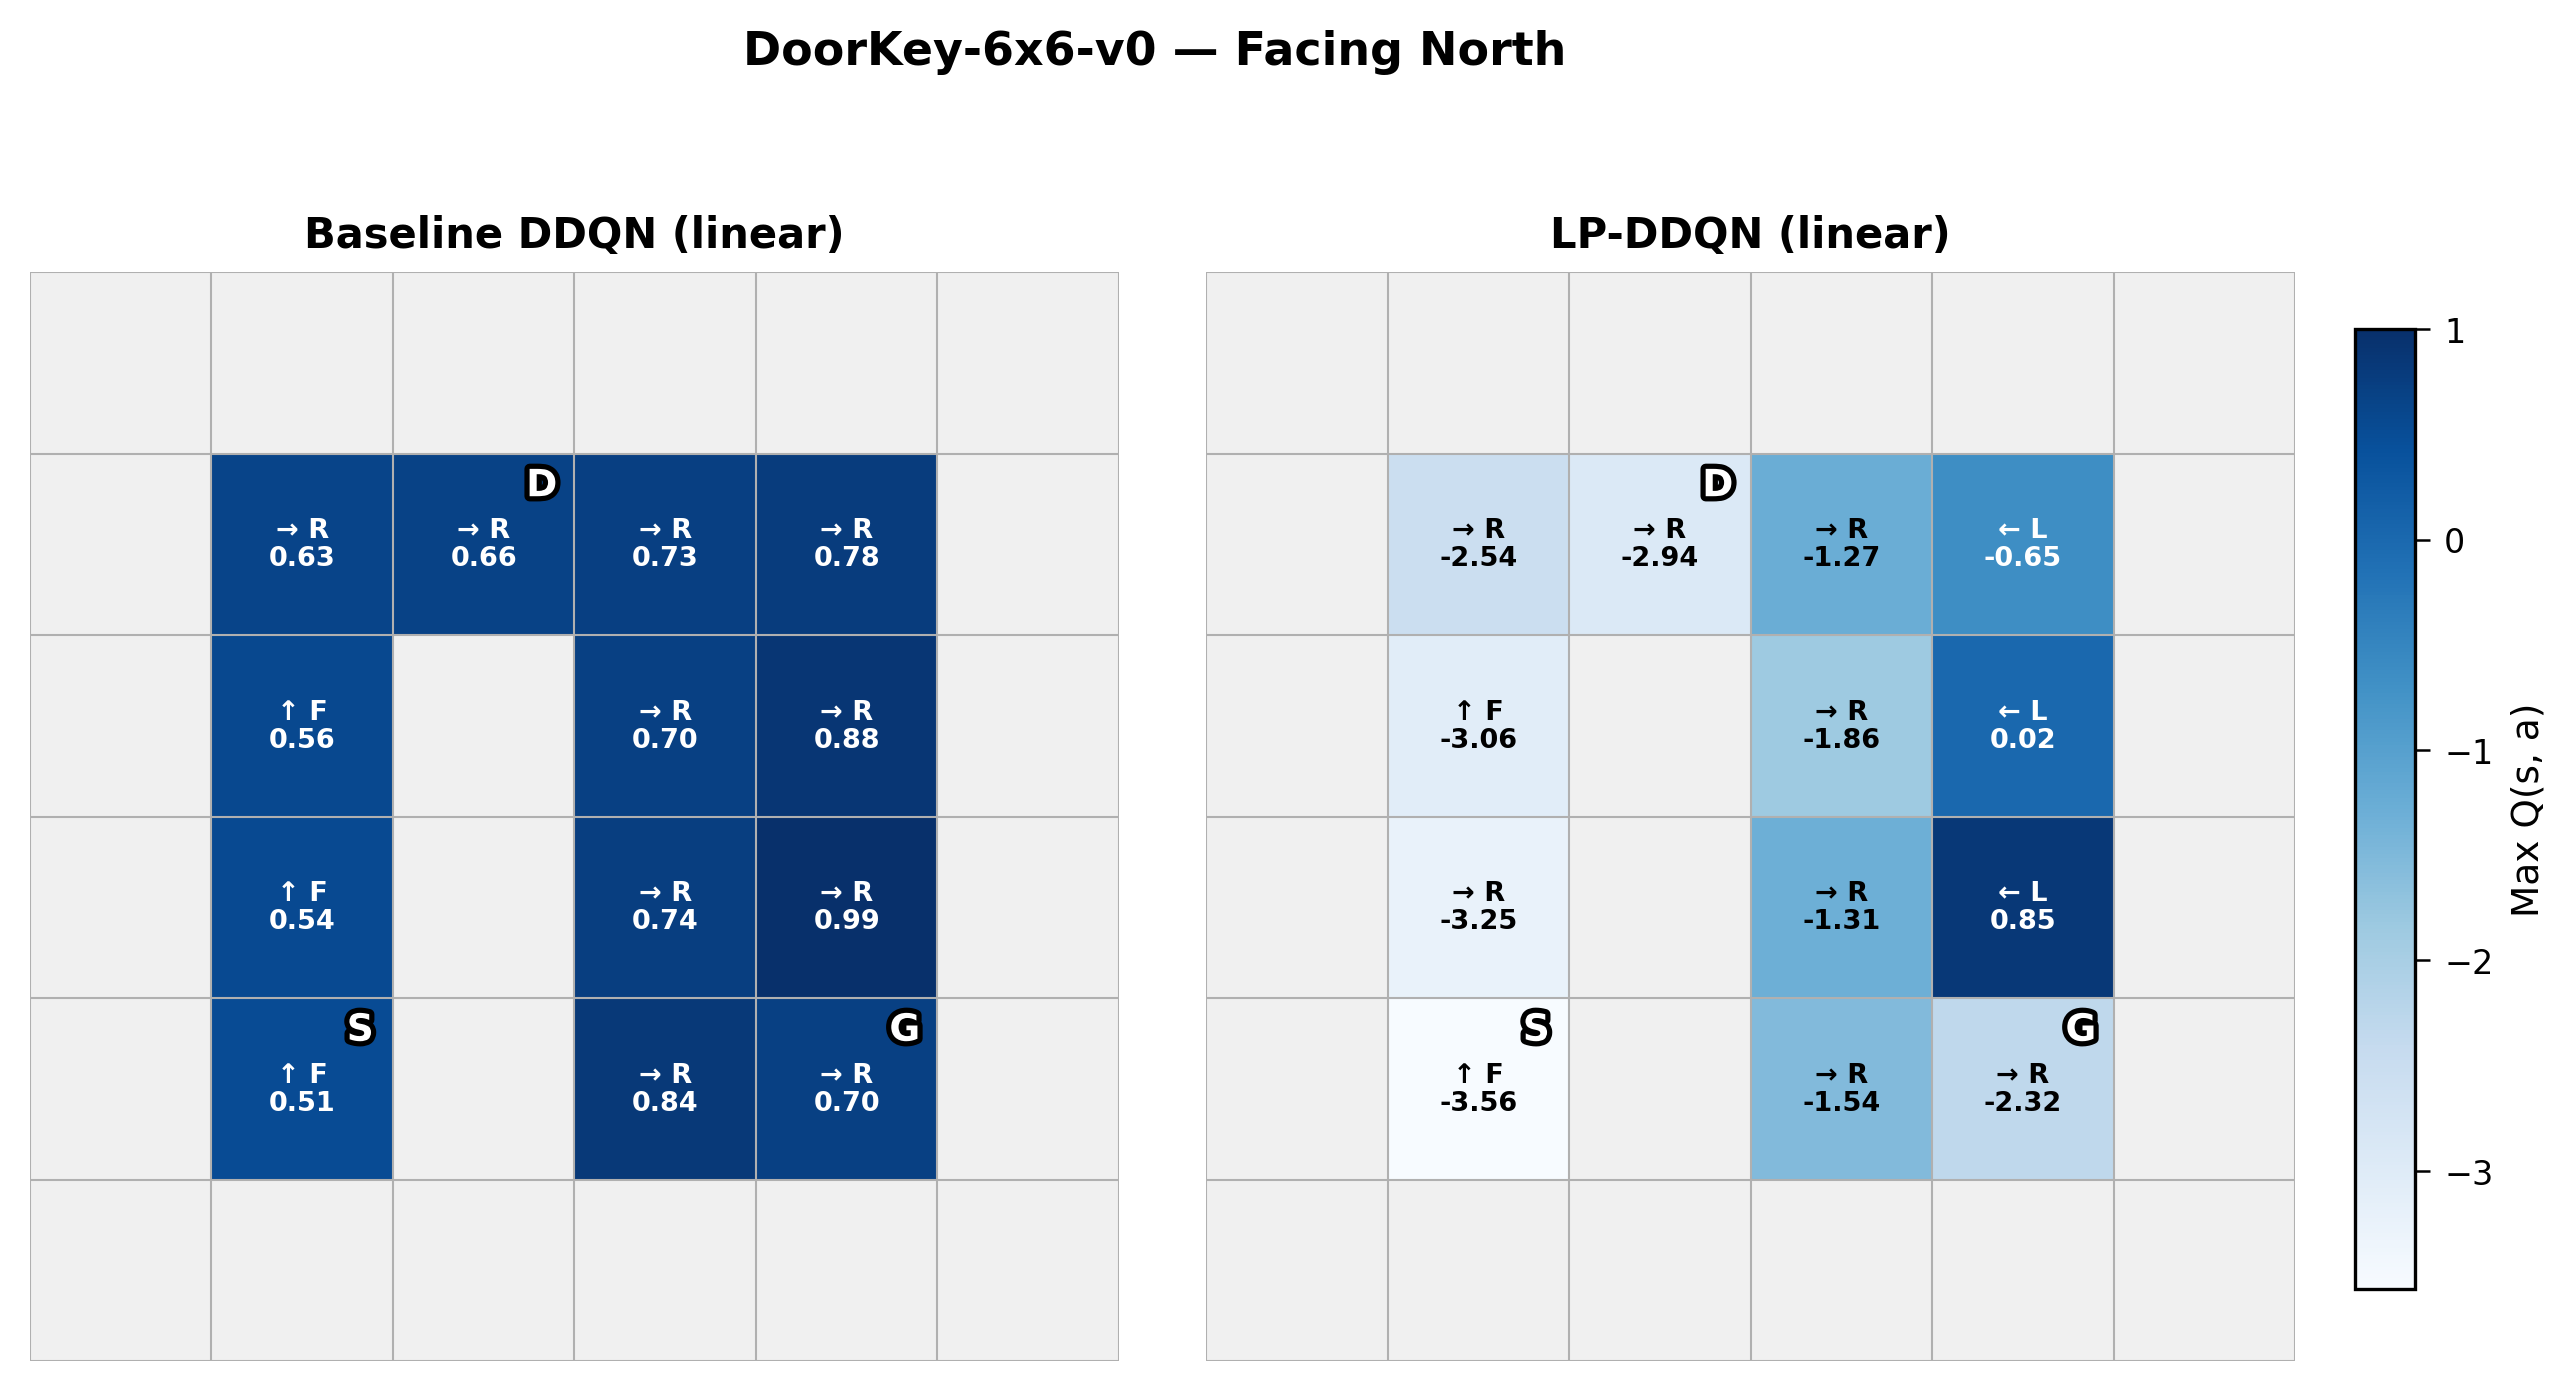 DoorKey-6x6-v0 — Facing North
Baseline DDQN (linear)
D
→ R
0.63
→ R
0.66
→ R
0.73
→ R
0.78
↑ F
0.56
→ R
0.70
→ R
0.88
↑ F
0.54
→ R
0.74
→ R
0.99
S
↑ F
0.51
→ R
0.84
G
→ R
0.70
LP-DDQN (linear)
D
→ R
-2.54
→ R
-2.94
→ R
-1.27
← L
-0.65
↑ F
-3.06
→ R
-1.86
← L
0.02
→ R
-3.25
→ R
-1.31
← L
0.85
S
↑ F
-3.56
→ R
-1.54
G
→ R
-2.32
1
0
−1
−2
−3
Max Q(s, a)